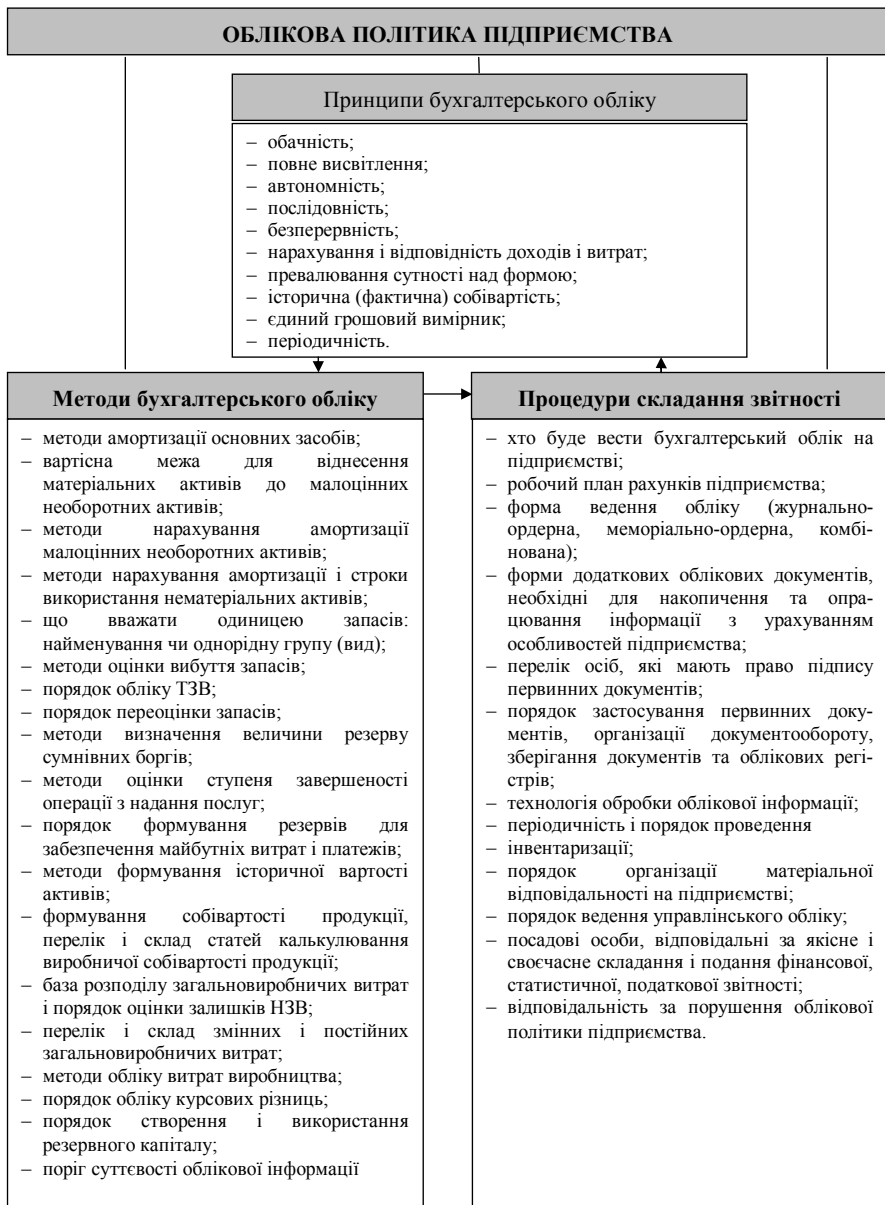 ОБЛІКОВА ПОЛІТИКА ПІДПРИЄМСТВА
Принципи бухгалтерського обліку
– обачність;
– повне висвітлення;
– автономність;
– послідовність;
– безперервність;
– нарахування і відповідність доходів і витрат;
– превалювання сутності над формою;
– історична (фактична) собівартість;
– єдиний грошовий вимірник;
– періодичність.
Методи бухгалтерського обліку
– методи амортизації основних засобів;
– вартісна межа для віднесення
матеріальних активів до малоцінних
необоротних активів;
– методи нарахування амортизації
малоцінних необоротних активів;
– методи нарахування амортизації і строки
використання нематеріальних активів;
– що вважати одиницею запасів:
найменування чи однорідну групу (вид);
– методи оцінки вибуття запасів;
– порядок обліку ТЗВ;
– порядок переоцінки запасів;
– методи визначення величини резерву
сумнівних боргів;
– методи оцінки ступеня завершеності
операції з надання послуг;
– порядок формування резервів для
забезпечення майбутніх витрат і платежів;
– методи формування історичної вартості
активів;
– формування собівартості продукції,
перелік і склад статей калькулювання
виробничої собівартості продукції;
– база розподілу загальновиробничих витрат
і порядок оцінки залишків НЗВ;
– перелік і склад змінних і постійних
загальновиробничих витрат;
– методи обліку витрат виробництва;
– порядок обліку курсових різниць;
– порядок створення і використання
резервного капіталу;
– поріг суттєвості облікової інформації
Процедури складання звітності
– хто буде вести бухгалтерський облік на
підприємстві;
– робочий план рахунків підприємства;
– форма ведення обліку (журнально-
ордерна, меморіально-ордерна, комбі-
нована);
– форми додаткових облікових документів,
необхідні для накопичення та опра-
цювання інформації з урахуванням
особливостей підприємства;
– перелік осіб, які мають право підпису
первинних документів;
– порядок застосування первинних доку-
ментів, організації документообороту,
зберігання документів та облікових регі-
стрів;
– технологія обробки облікової інформації;
– періодичність і порядок проведення
– інвентаризації;
– порядок організації матеріальної
відповідальності на підприємстві;
– порядок ведення управлінського обліку;
– посадові особи, відповідальні за якісне і
своєчасне складання і подання фінансової,
статистичної, податкової звітності;
– відповідальність за порушення облікової
політики підприємства.